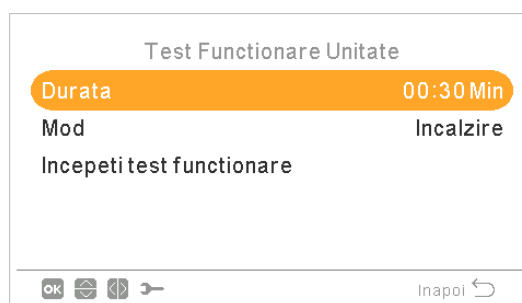 Test Functionare Unitate
Durata 00:30 Min
Mod Incalzire
Incepeti test functionare
OK Inapoi